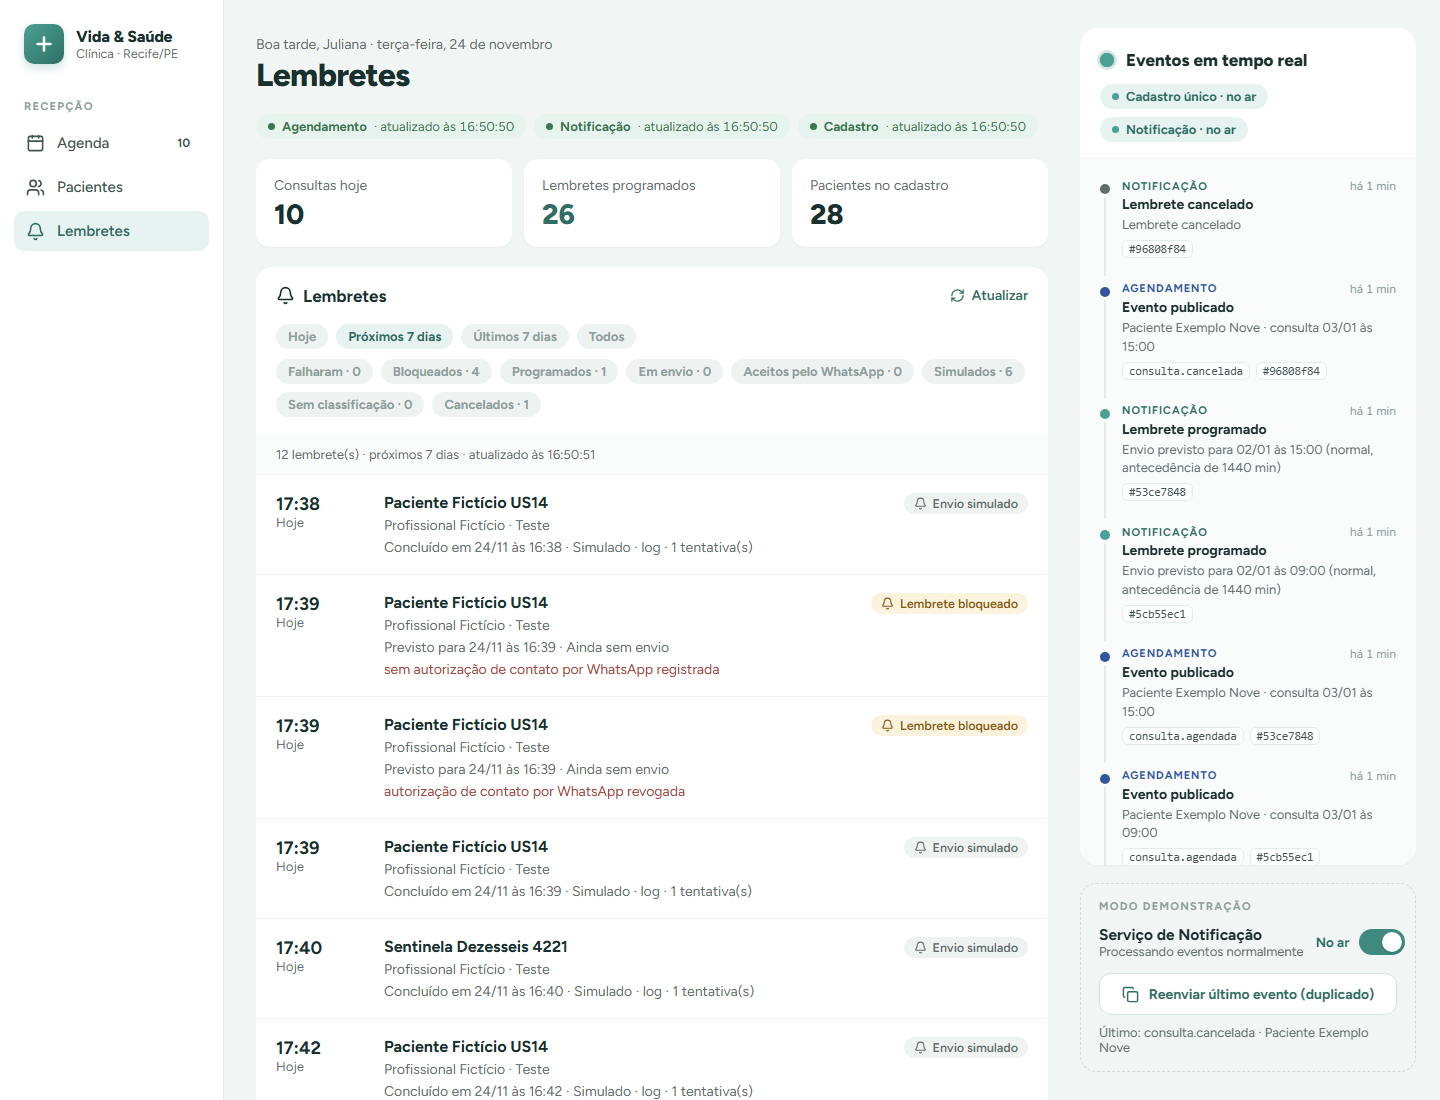 Vida & Saúde
Clínica · Recife/PE
RECEPÇÃO
Agenda 10
Pacientes
Lembretes
Boa tarde, Juliana · terça-feira, 24 de novembro
Lembretes
Agendamento · atualizado às 16:50:50
Notificação · atualizado às 16:50:50
Cadastro · atualizado às 16:50:50
Consultas hoje
10
Lembretes programados
26
Pacientes no cadastro
28
Lembretes
Atualizar
Hoje
Próximos 7 dias
Últimos 7 dias
Todos
Falharam · 0
Bloqueados · 4
Programados · 1
Em envio · 0
Aceitos pelo WhatsApp · 0
Simulados · 6
Sem classificação · 0
Cancelados · 1
12 lembrete(s) · próximos 7 dias · atualizado às 16:50:51
17:38
Hoje
Paciente Fictício US14
Profissional Fictício · Teste
Concluído em 24/11 às 16:38 · Simulado · log · 1 tentativa(s)
Envio simulado
17:39
Hoje
Paciente Fictício US14
Profissional Fictício · Teste
Previsto para 24/11 às 16:39 · Ainda sem envio
sem autorização de contato por WhatsApp registrada
Lembrete bloqueado
17:39
Hoje
Paciente Fictício US14
Profissional Fictício · Teste
Previsto para 24/11 às 16:39 · Ainda sem envio
autorização de contato por WhatsApp revogada
Lembrete bloqueado
17:39
Hoje
Paciente Fictício US14
Profissional Fictício · Teste
Concluído em 24/11 às 16:39 · Simulado · log · 1 tentativa(s)
Envio simulado
17:40
Hoje
Sentinela Dezesseis 4221
Profissional Fictício · Teste
Concluído em 24/11 às 16:40 · Simulado · log · 1 tentativa(s)
Envio simulado
17:42
Hoje
Paciente Fictício US14
Profissional Fictício · Teste
Concluído em 24/11 às 16:42 · Simulado · log · 1 tentativa(s)
Envio simulado
Eventos em tempo real
Cadastro único · no ar
Notificação · no ar
NOTIFICAÇÃO há 1 min
Lembrete cancelado
Lembrete cancelado
#96808f84
AGENDAMENTO há 1 min
Evento publicado
Paciente Exemplo Nove · consulta 03/01 às
15:00
consulta.cancelada #96808f84
NOTIFICAÇÃO há 1 min
Lembrete programado
Envio previsto para 02/01 às 15:00 (normal,
antecedência de 1440 min)
#53ce7848
NOTIFICAÇÃO há 1 min
Lembrete programado
Envio previsto para 02/01 às 09:00 (normal,
antecedência de 1440 min)
#5cb55ec1
AGENDAMENTO há 1 min
Evento publicado
Paciente Exemplo Nove · consulta 03/01 às
15:00
consulta.agendada #53ce7848
AGENDAMENTO há 1 min
Evento publicado
Paciente Exemplo Nove · consulta 03/01 às
09:00
consulta.agendada #5cb55ec1
MODO DEMONSTRAÇÃO
Serviço de Notificação
Processando eventos normalmente
No ar
Reenviar último evento (duplicado)
Último: consulta.cancelada · Paciente Exemplo
Nove